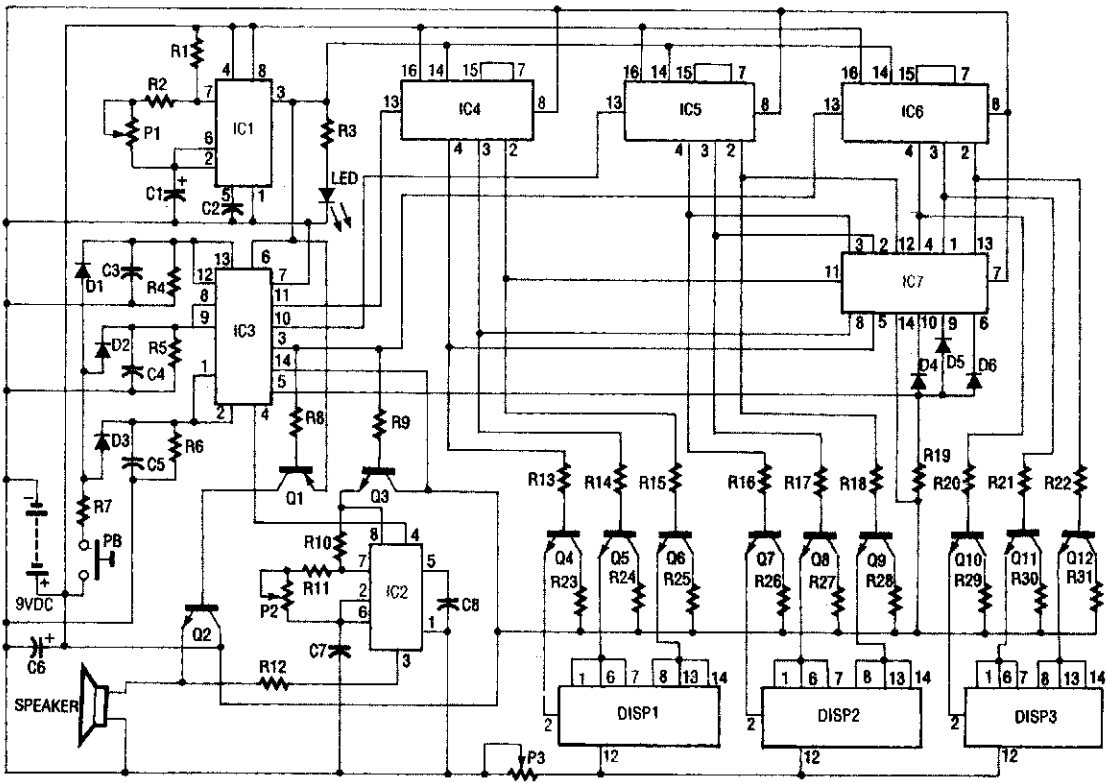 R1
4
8
16
14
15
7
16
14
15
7
16
14
15
7
R2
7
3
13
IC4
8
13
IC5
8
13
IC6
8
P1
IC1
R3
6
2
4
3
2
4
3
2
4
3
2
C1
+
5
1
LED
C2
13
6
3
2
12
4
1
13
D1
C3
R4
12
7
11
IC7
7
8
11
9
IC3
10
8
5
14
10
9
6
D2
R5
3
D5
C4
14
D4
D6
1
5
2
4
R8
R9
D3
R6
C5
R13
R14
R15
R16
R17
R18
R19
R20
R21
R22
R7
Q1
Q3
-
PB
8
4
Q4
Q5
Q6
Q7
Q8
Q9
Q10
Q11
Q12
+
R10
7
5
R23
R24
R25
R26
R27
R28
R29
R30
R31
9VDC
R11
2
IC2
P2
6
C8
1
Q2
C7
3
C6
+
R12
1
6
7
8
13
14
1
6
7
8
13
14
1
6
7
8
13
14
SPEAKER
2
DISP1
2
DISP2
2
DISP3
P3
12
12
12